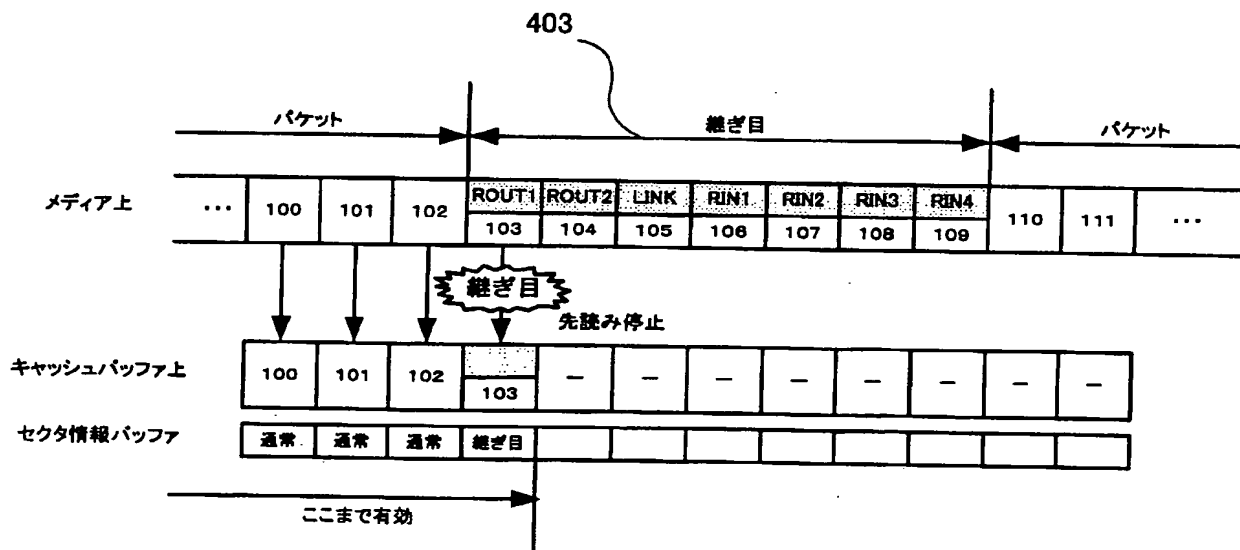 403
パケット 継ぎ目 パケット
メディア上 ... 100 101 102 ROUT1 ROUT2 LINK RIN1 RIN2 RIN3 RIN4 110 111 ...
103 104 105 106 107 108 109
継ぎ目
先読み停止
キャッシュバッファ上 100 101 102 103 - - - - - - - -
セクタ情報バッファ 通常 通常 通常 継ぎ目
ここまで有効